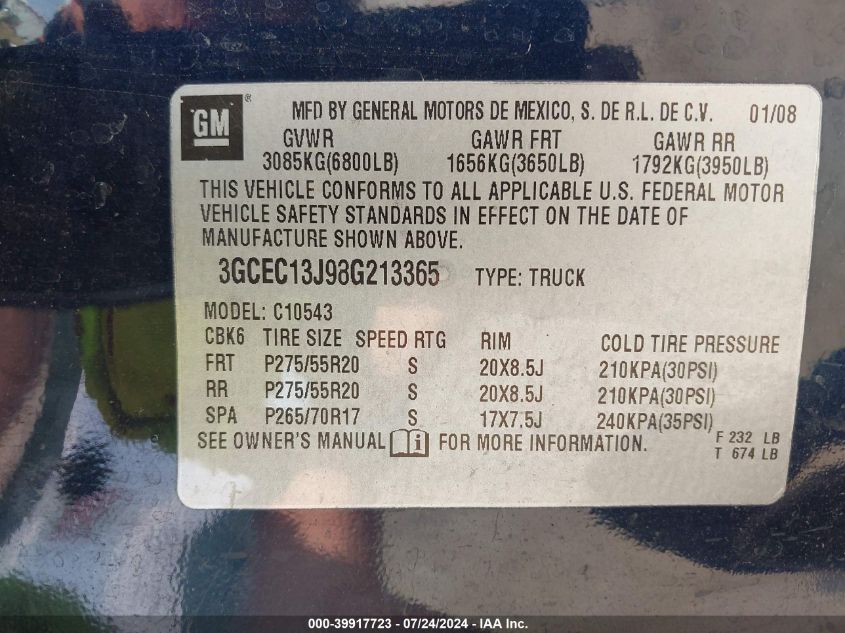 GM ® MFD BY GENERAL MOTORS DE MEXICO, S. DE R.L. DE C.V. 01/08
GVWR GAWR FRT GAWR RR
3085KG(6800LB) 1656KG(3650LB) 1792KG(3950LB)
THIS VEHICLE CONFORMS TO ALL APPLICABLE U.S. FEDERAL MOTOR
VEHICLE SAFETY STANDARDS IN EFFECT ON THE DATE OF
MANUFACTURE SHOWN ABOVE.
3GCEC13J98G213365 TYPE: TRUCK
MODEL: C10543
CBK6 TIRE SIZE SPEED RTG RIM COLD TIRE PRESSURE
FRT P275/55R20 S 20X8.5J 210KPA(30PSI)
RR P275/55R20 S 20X8.5J 210KPA(30PSI)
SPA P265/70R17 S 17X7.5J 240KPA(35PSI)
SEE OWNER'S MANUAL i FOR MORE INFORMATION. F 232 LB
T 674 LB
000-39917723 - 07/24/2024 - IAA Inc.